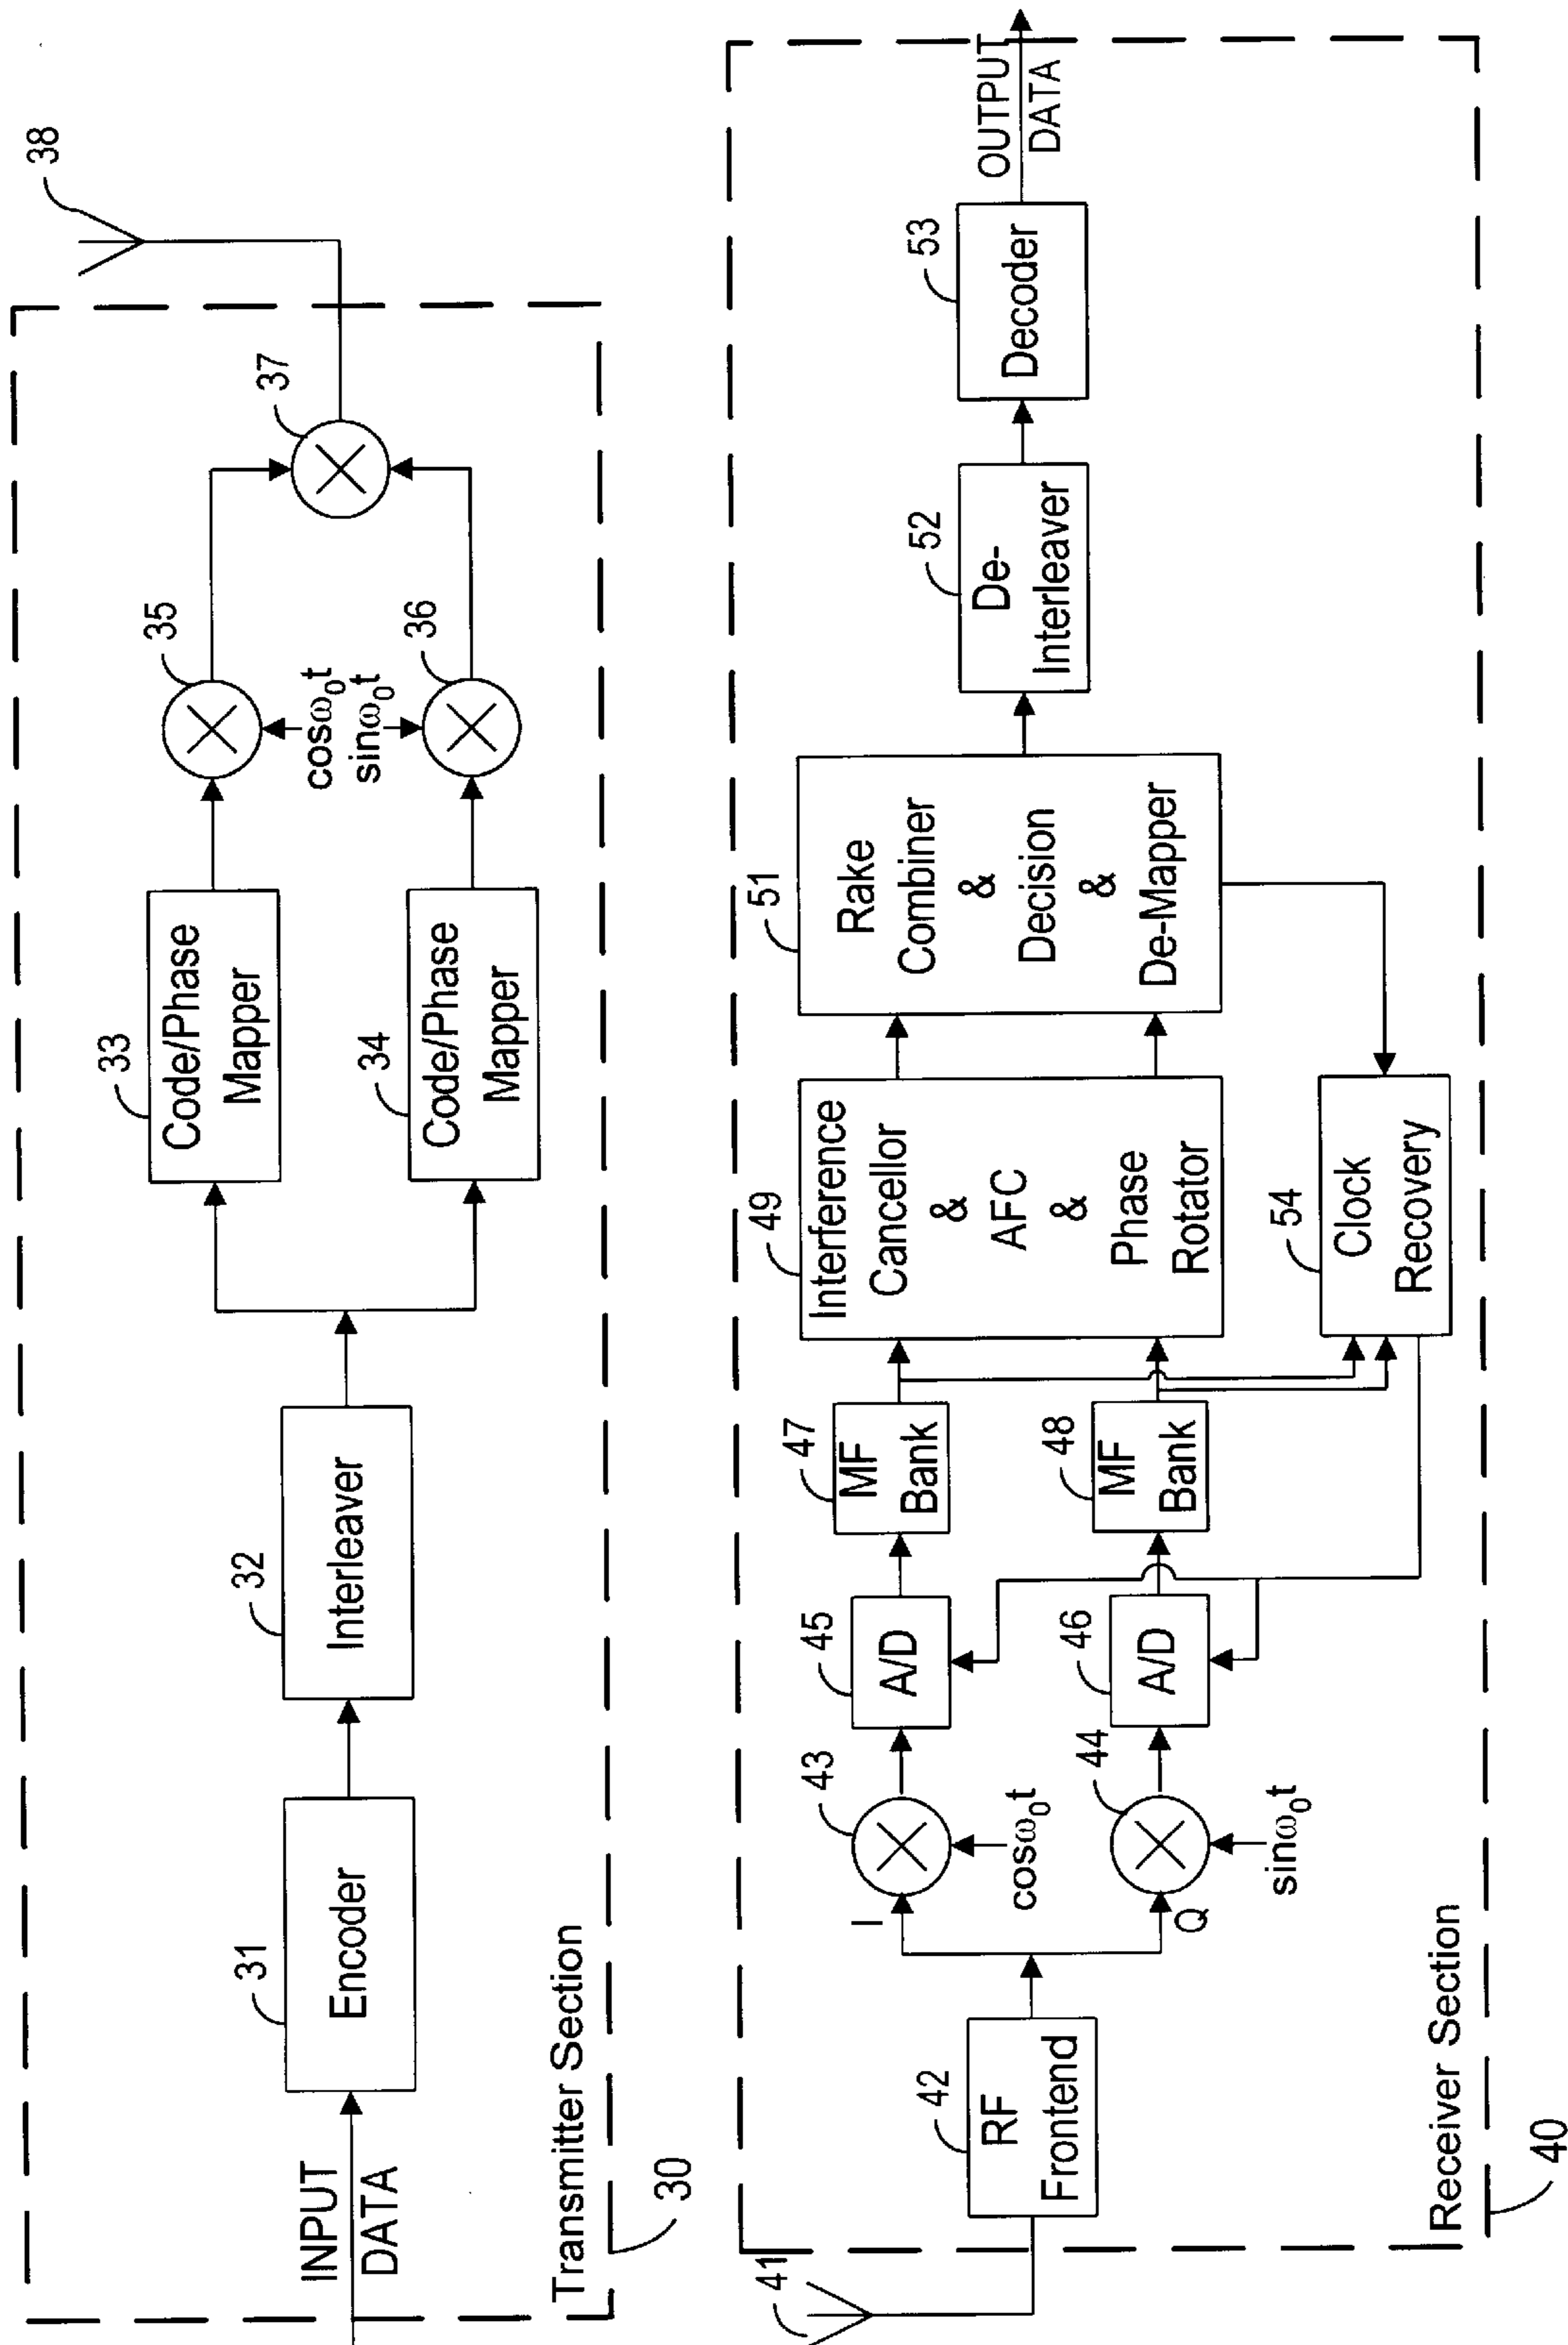 INPUT
DATA
31
Encoder
32
Interleaver
33
Code/Phase
Mapper
34
Code/Phase
Mapper
35
cosω₀t
sinω₀t
36
37
38
Transmitter Section
30
41
42
RF
Frontend
I
Q
43
cosω₀t
44
sinω₀t
45
A/D
46
A/D
47
MF
Bank
48
MF
Bank
49
Interference
Cancellor
&
AFC
&
Phase
Rotator
54
Clock
Recovery
51
Rake
Combiner
&
Decision
&
De-Mapper
52
De-
Interleaver
53
Decoder
OUTPUT
DATA
Receiver Section
40